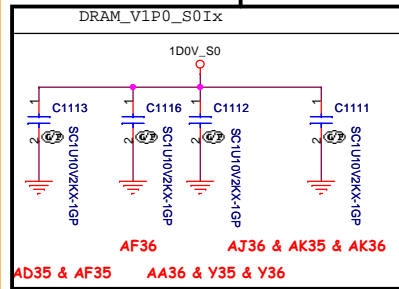 DRAM_V1P0_S0Ix
1D0V_S0
1
C1113
2
G/P
SC1U10V2KX-1GP
1
C1116
2
G/P
SC1U10V2KX-1GP
1
C1112
2
G/P
SC1U10V2KX-1GP
1
C1111
2
G/P
SC1U10V2KX-1GP
AF36
AJ36 & AK35 & AK36
AD35 & AF35
AA36 & Y35 & Y36